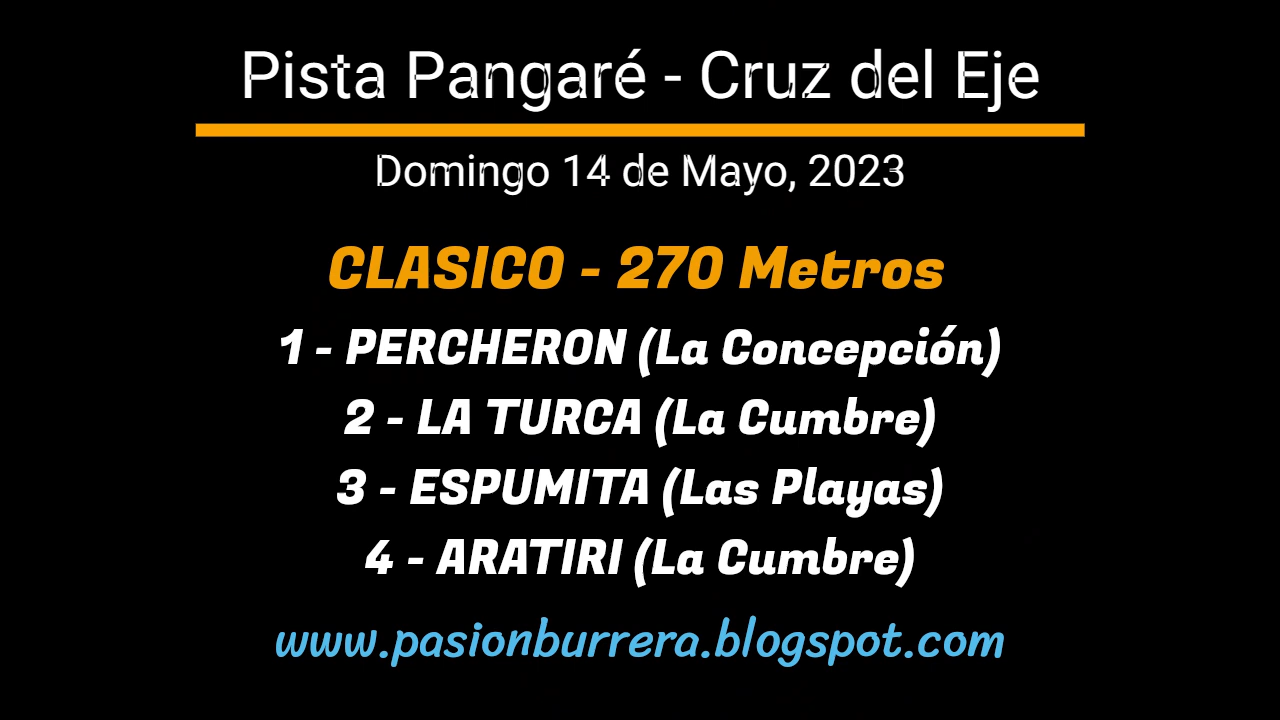 Pista Pangaré - Cruz del Eje
Domingo 14 de Mayo, 2023
CLASICO - 270 Metros
1 - PERCHERON (La Concepción)
2 - LA TURCA (La Cumbre)
3 - ESPUMITA (Las Playas)
4 - ARATIRI (La Cumbre)
www.pasionburrera.blogspot.com